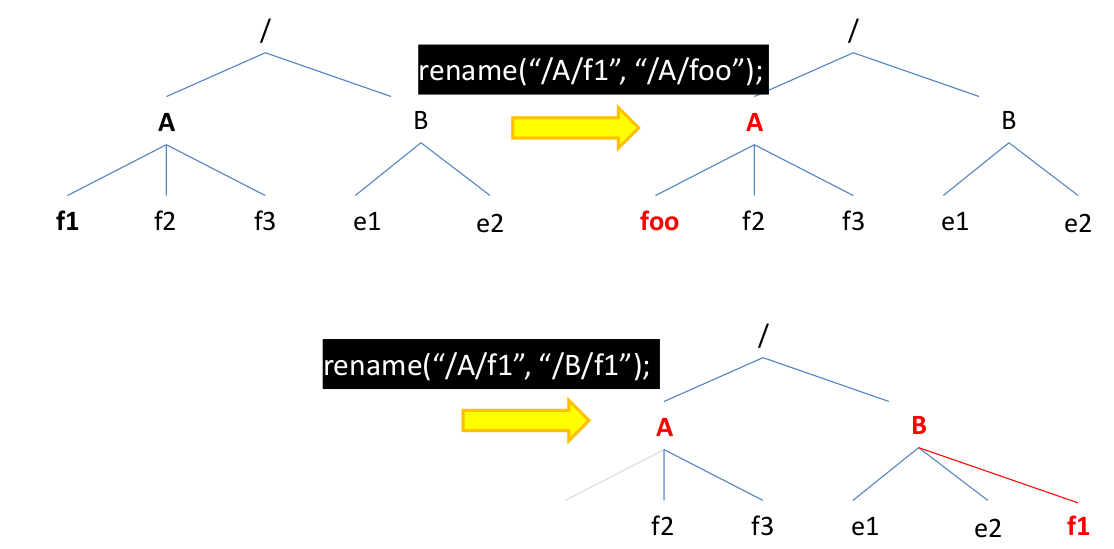 /
/
rename(“/A/f1”, “/A/foo”);
A B
A B
f1 f2 f3 e1 e2
foo f2 f3 e1 e2
/
rename(“/A/f1”, “/B/f1”);
A B
f2 f3 e1 e2 f1